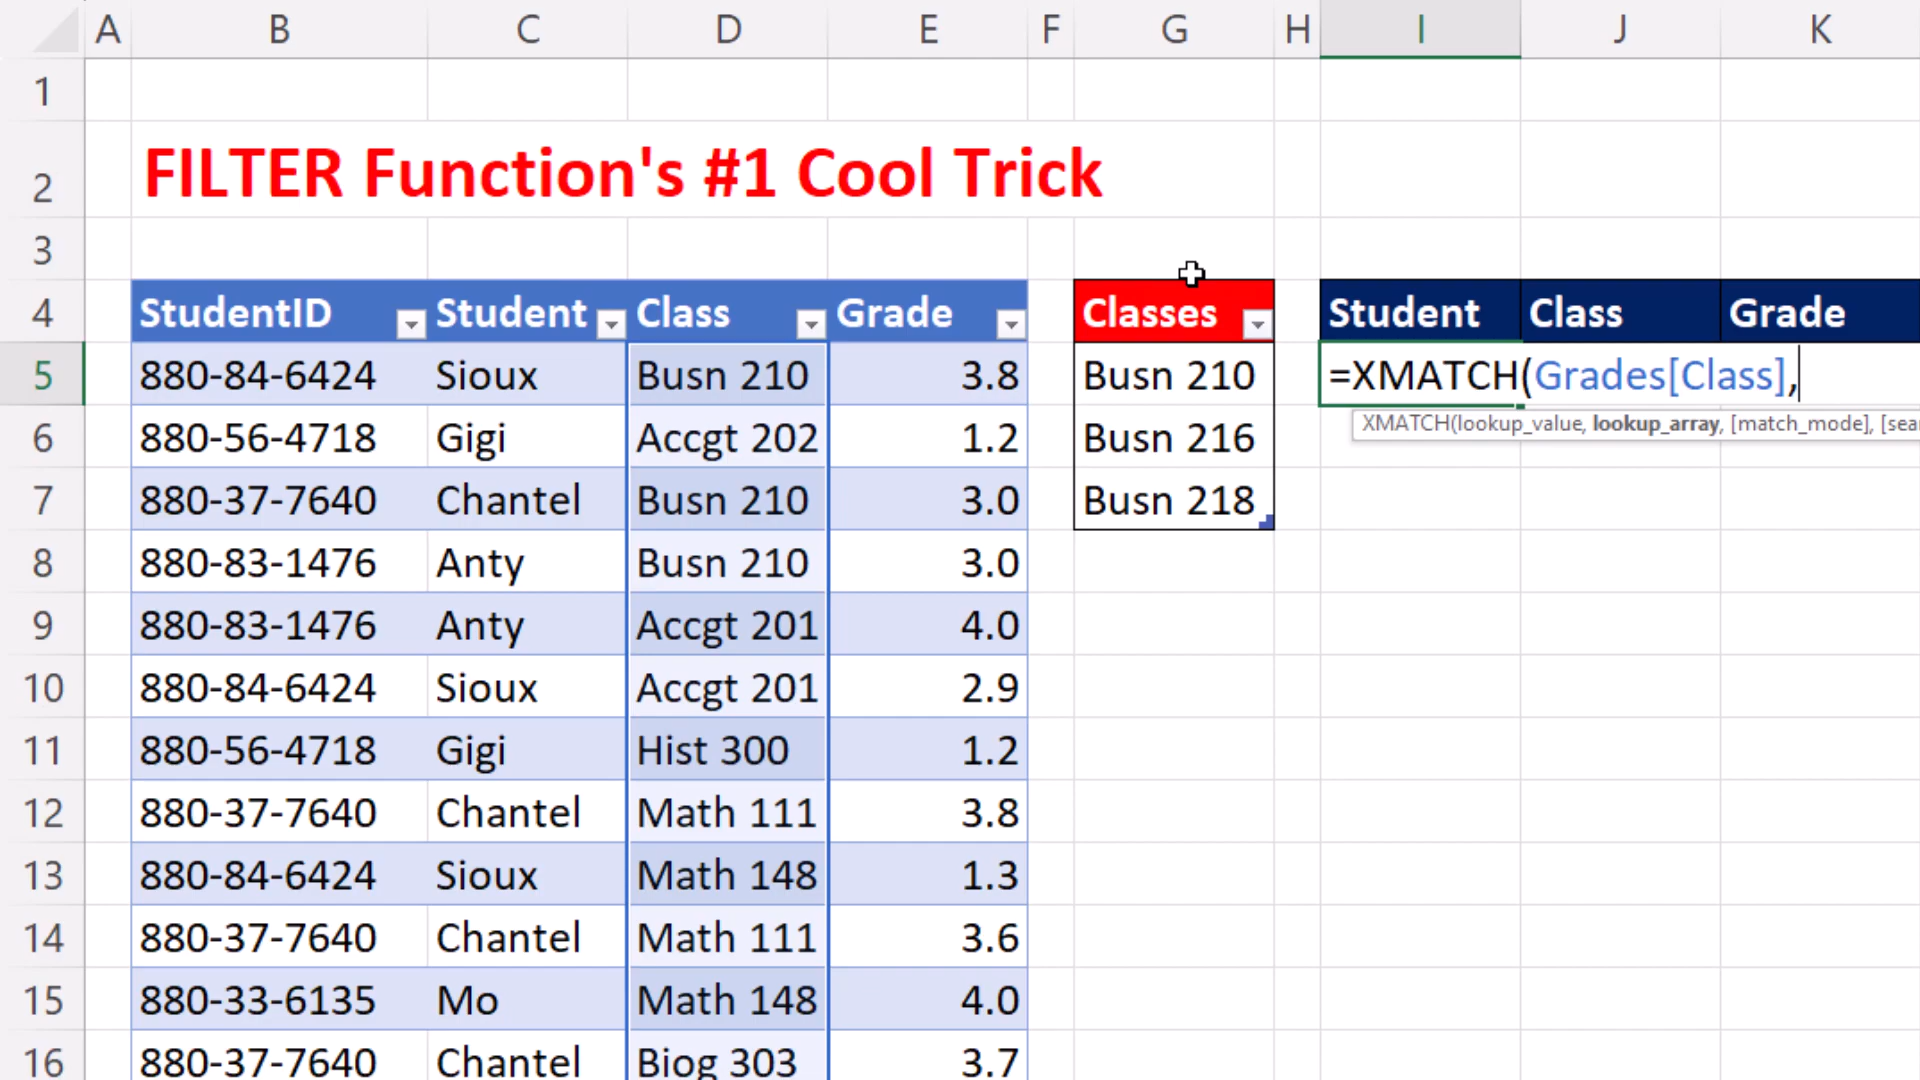 A B C D E F G H I J K
1
2 FILTER Function's #1 Cool Trick
3
4 StudentID Student Class Grade Classes Student Class Grade
5 880-84-6424 Sioux Busn 210 3.8 Busn 210 =XMATCH(Grades[Class],
XMATCH(lookup_value, lookup_array, [match_mode], [sea
6 880-56-4718 Gigi Accgt 202 1.2 Busn 216
7 880-37-7640 Chantel Busn 210 3.0 Busn 218
8 880-83-1476 Anty Busn 210 3.0
9 880-83-1476 Anty Accgt 201 4.0
10 880-84-6424 Sioux Accgt 201 2.9
11 880-56-4718 Gigi Hist 300 1.2
12 880-37-7640 Chantel Math 111 3.8
13 880-84-6424 Sioux Math 148 1.3
14 880-37-7640 Chantel Math 111 3.6
15 880-33-6135 Mo Math 148 4.0
16 880-37-7640 Chantel Biog 303 3.7